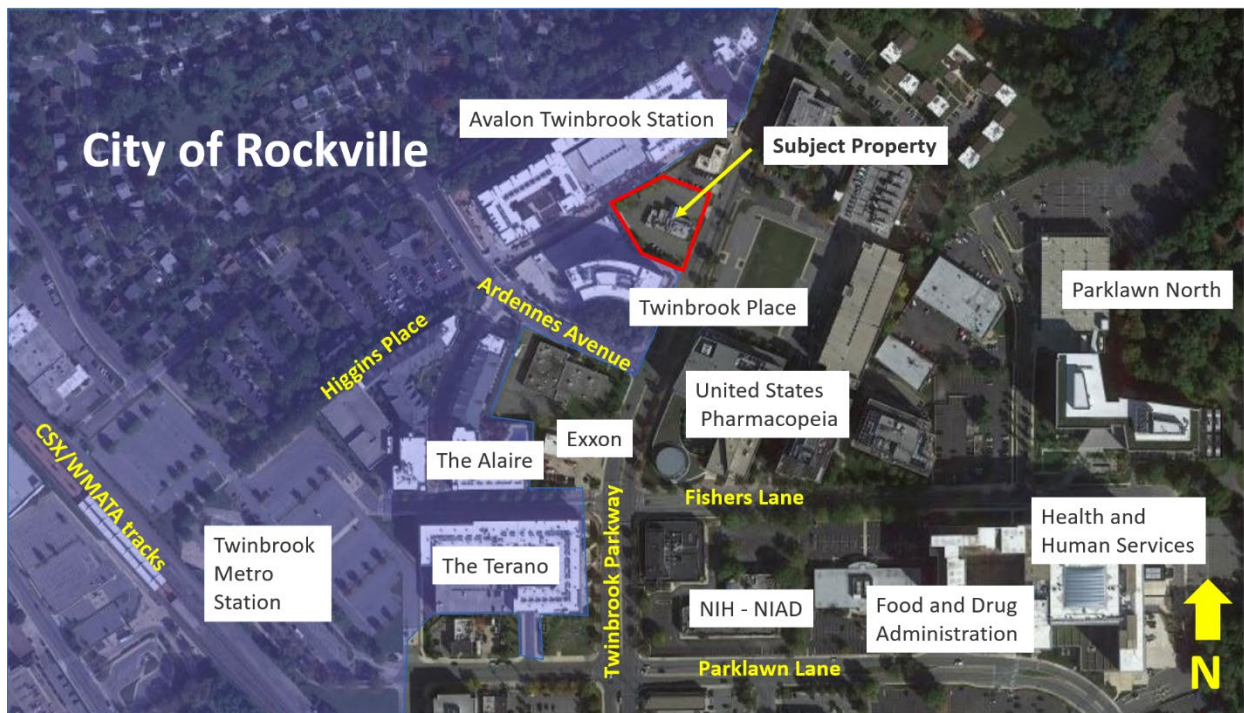 Avalon Twinbrook Station
City of Rockville
Subject Property
Ardennes Avenue
Twinbrook Place
Parklawn North
Higgins Place
United States
Pharmacopeia
Exxon
The Alaire
CSX/WMATA tracks
Fishers Lane
Twinbrook Parkway
Health and
Human Services
Twinbrook
Metro
Station
The Terano
NIH - NIAD
Food and Drug
Administration
Parklawn Lane
N